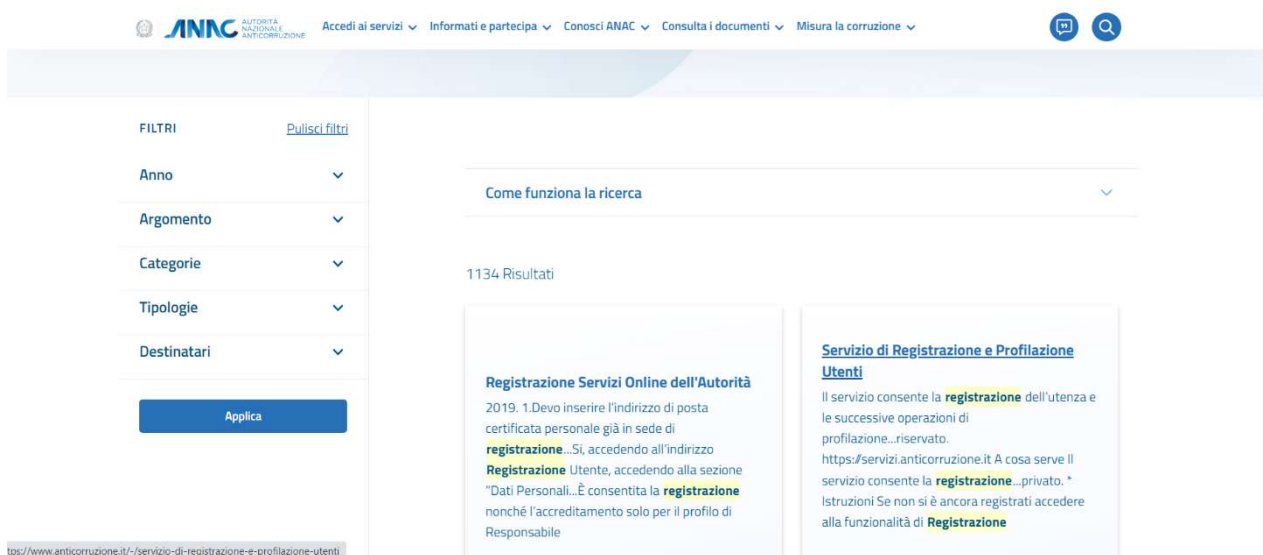 ANAC AUTORITÀ
NAZIONALE
ANTICORRUZIONE
Accedi ai servizi Informati e partecipa Conosci ANAC Consulta i documenti Misura la corruzione
FILTRI Pulisci filtri
Anno
Argomento
Categorie
Tipologie
Destinatari
Applica
Come funziona la ricerca
1134 Risultati
Registrazione Servizi Online dell'Autorità
2019. 1.Devo inserire l'indirizzo di posta
certificata personale già in sede di
registrazione...Si, accedendo all'indirizzo
Registrazione Utente, accedendo alla sezione
"Dati Personali...È consentita la registrazione
nonché l'accreditamento solo per il profilo di
Responsabile
Servizio di Registrazione e Profilazione
Utenti
Il servizio consente la registrazione dell'utenza e
le successive operazioni di
profilazione...riservato.
https://servizi.anticorruzione.it A cosa serve Il
servizio consente la registrazione...privato. *
Istruzioni Se non si è ancora registrati accedere
alla funzionalità di Registrazione
tps://www.anticorruzione.it/-/servizio-di-registrazione-e-profilazione-utenti